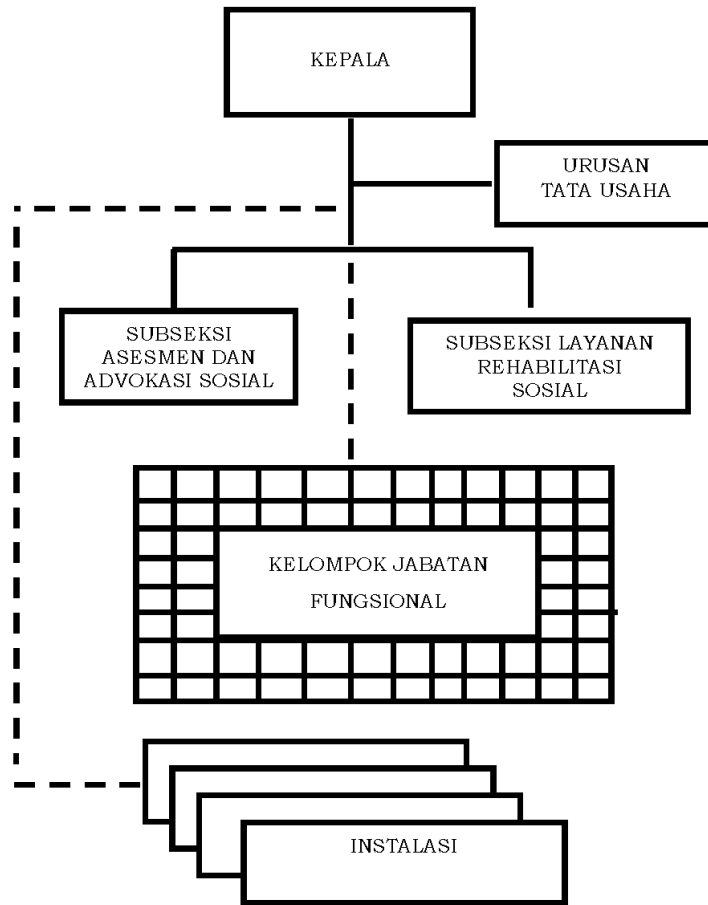 KEPALA
URUSAN
TATA USAHA
SUBSEKSI
ASESMEN DAN
ADVOKASI SOSIAL
SUBSEKSI LAYANAN
REHABILITASI
SOSIAL
KELOMPOK JABATAN
FUNGSIONAL
INSTALASI